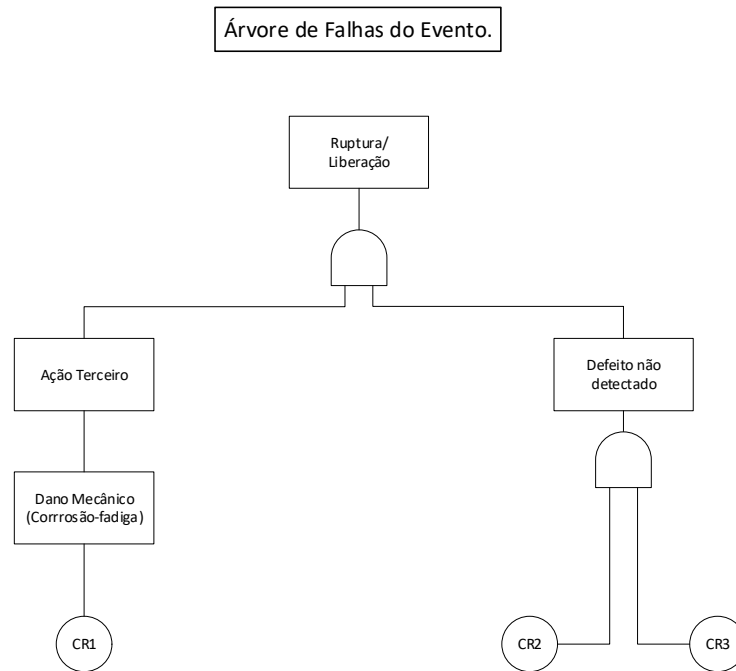 Árvore de Falhas do Evento.
Ruptura/
Liberação
Ação Terceiro
Defeito não
detectado
Dano Mecânico
(Corrrosão-fadiga)
CR1
CR2
CR3